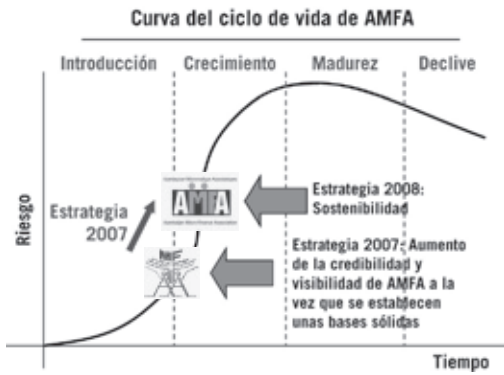 Curva del ciclo de vida de AMFA
Introducción
Crecimiento
Madurez
Declive
Riesgo
Estrategia
2007
AMFA
Estrategia 2008:
Sostenibilidad
Estrategia 2007: Aumento
de la credibilidad y
visibilidad de AMFA a la
vez que se establecen
unas bases sólidas
Tiempo